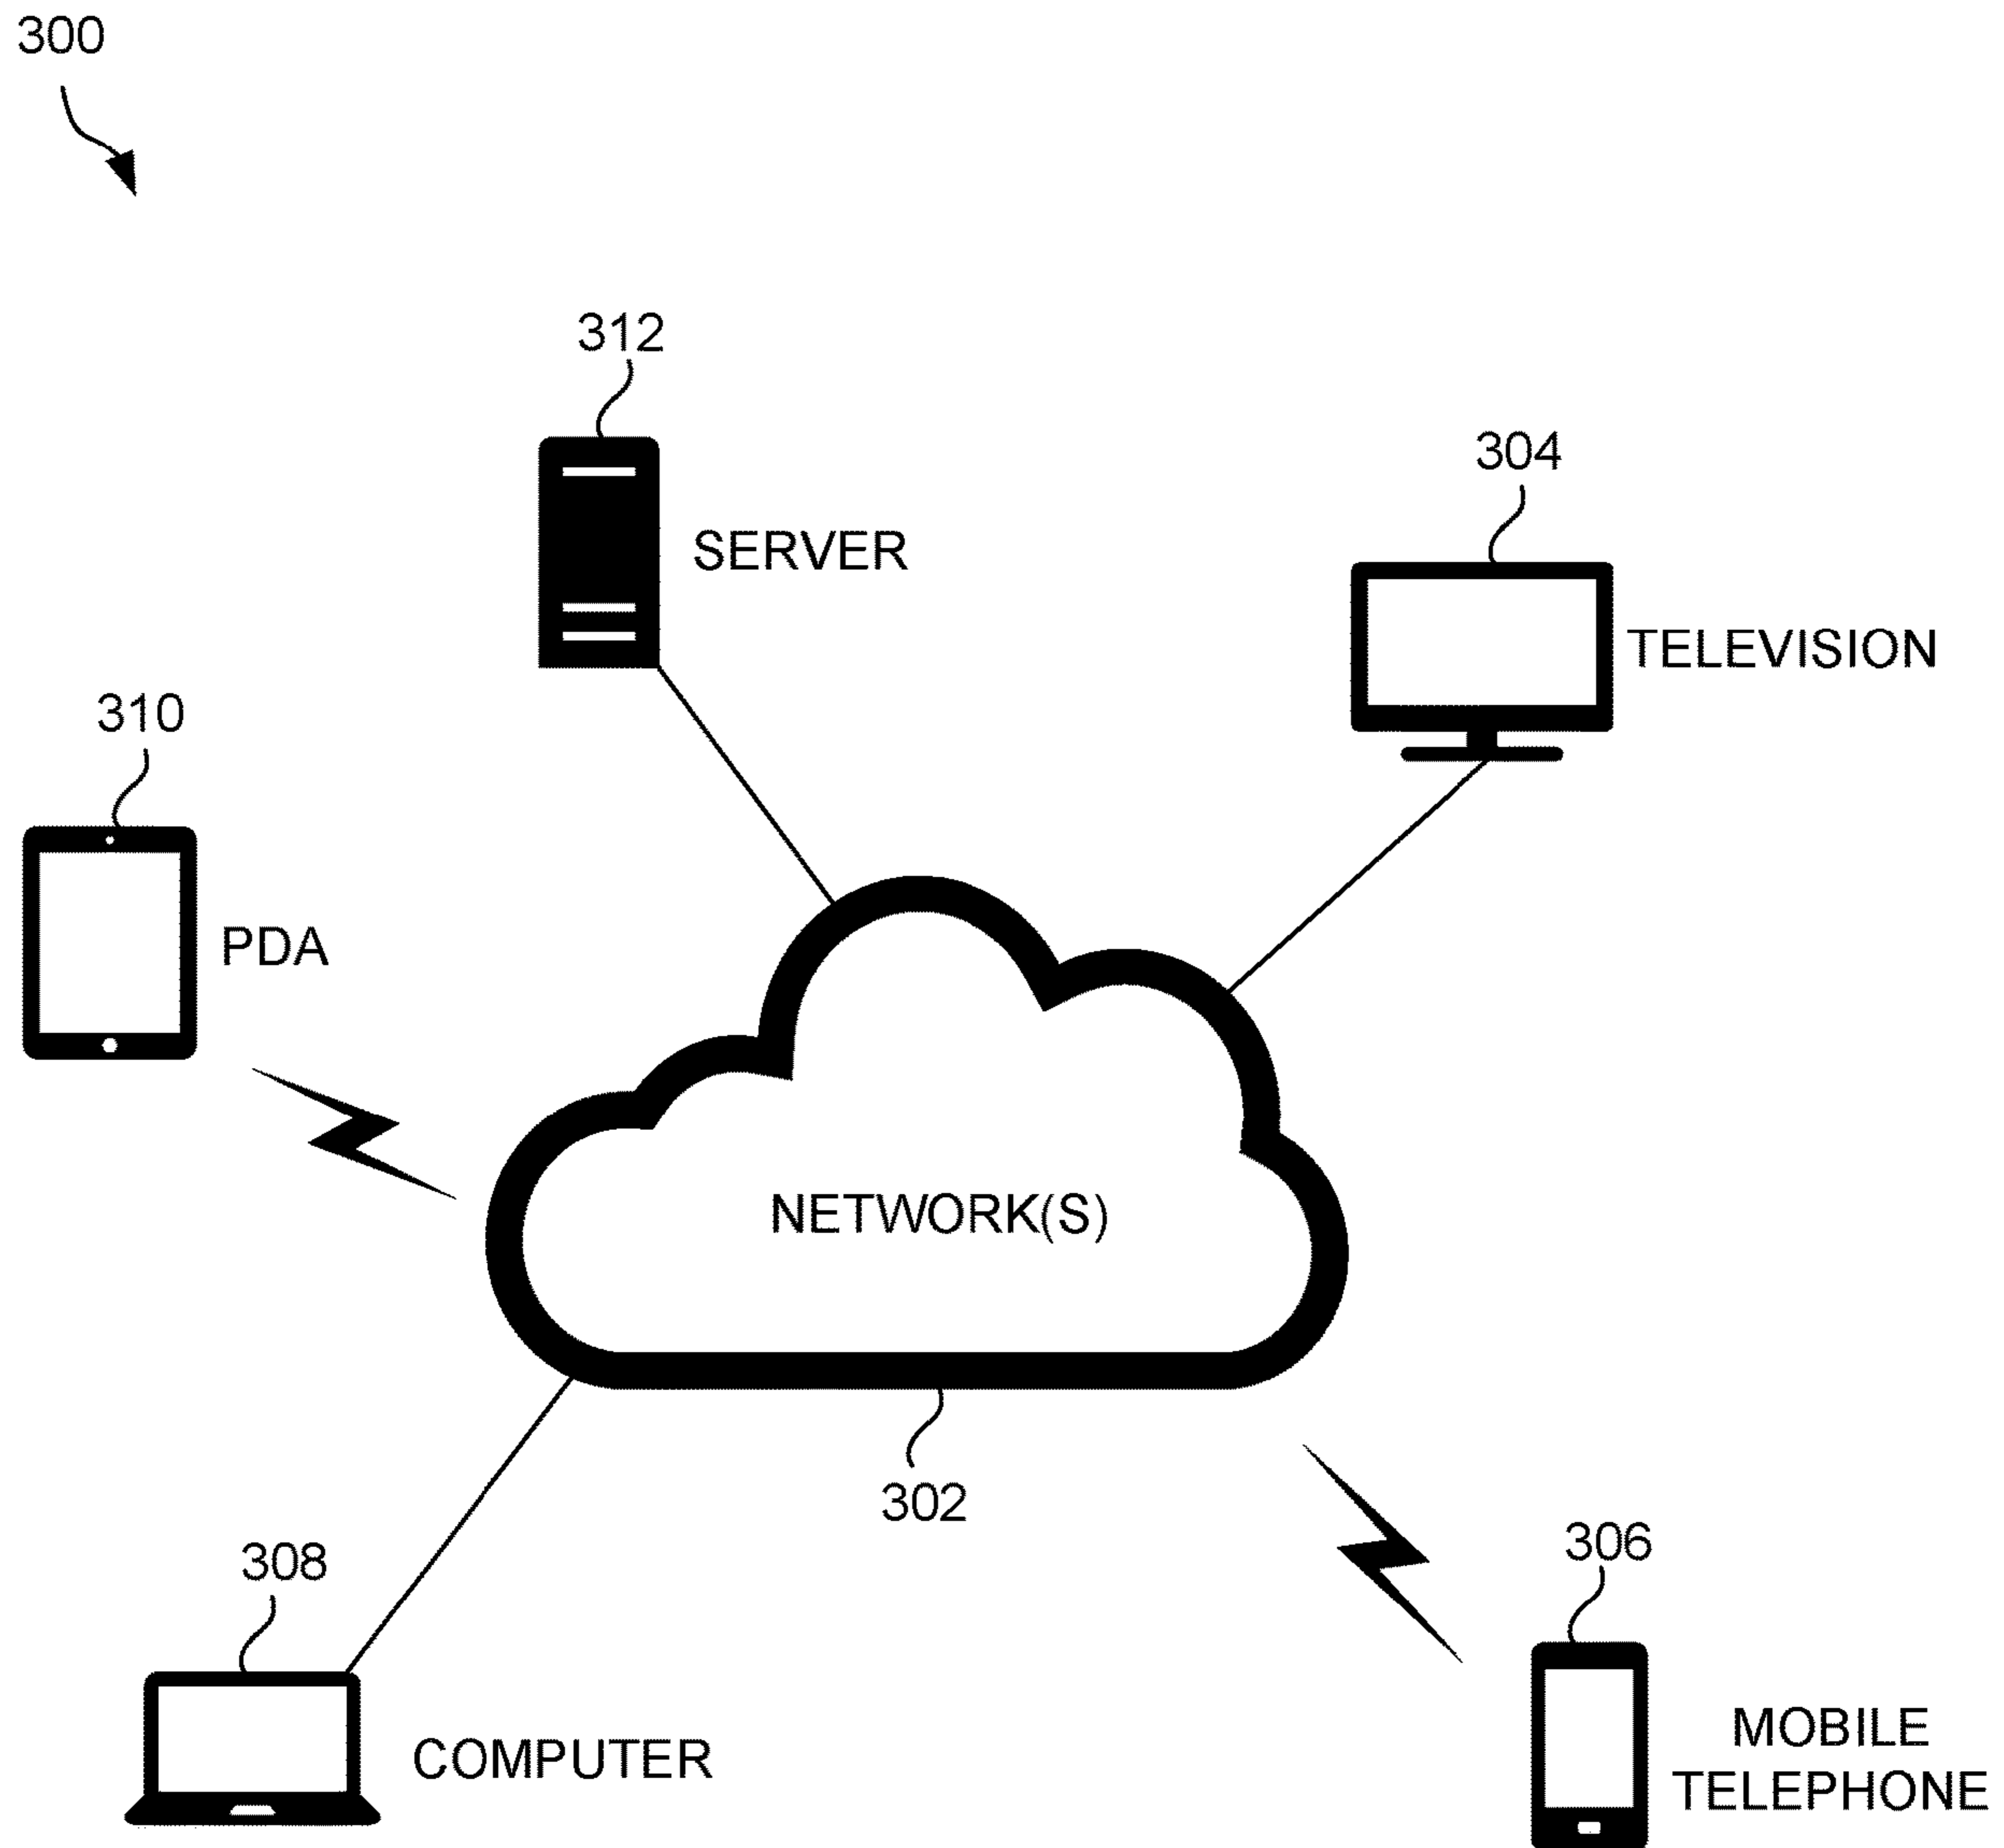 300
312
SERVER
304
TELEVISION
310
PDA
NETWORK(S)
302
308
COMPUTER
306
MOBILE
TELEPHONE